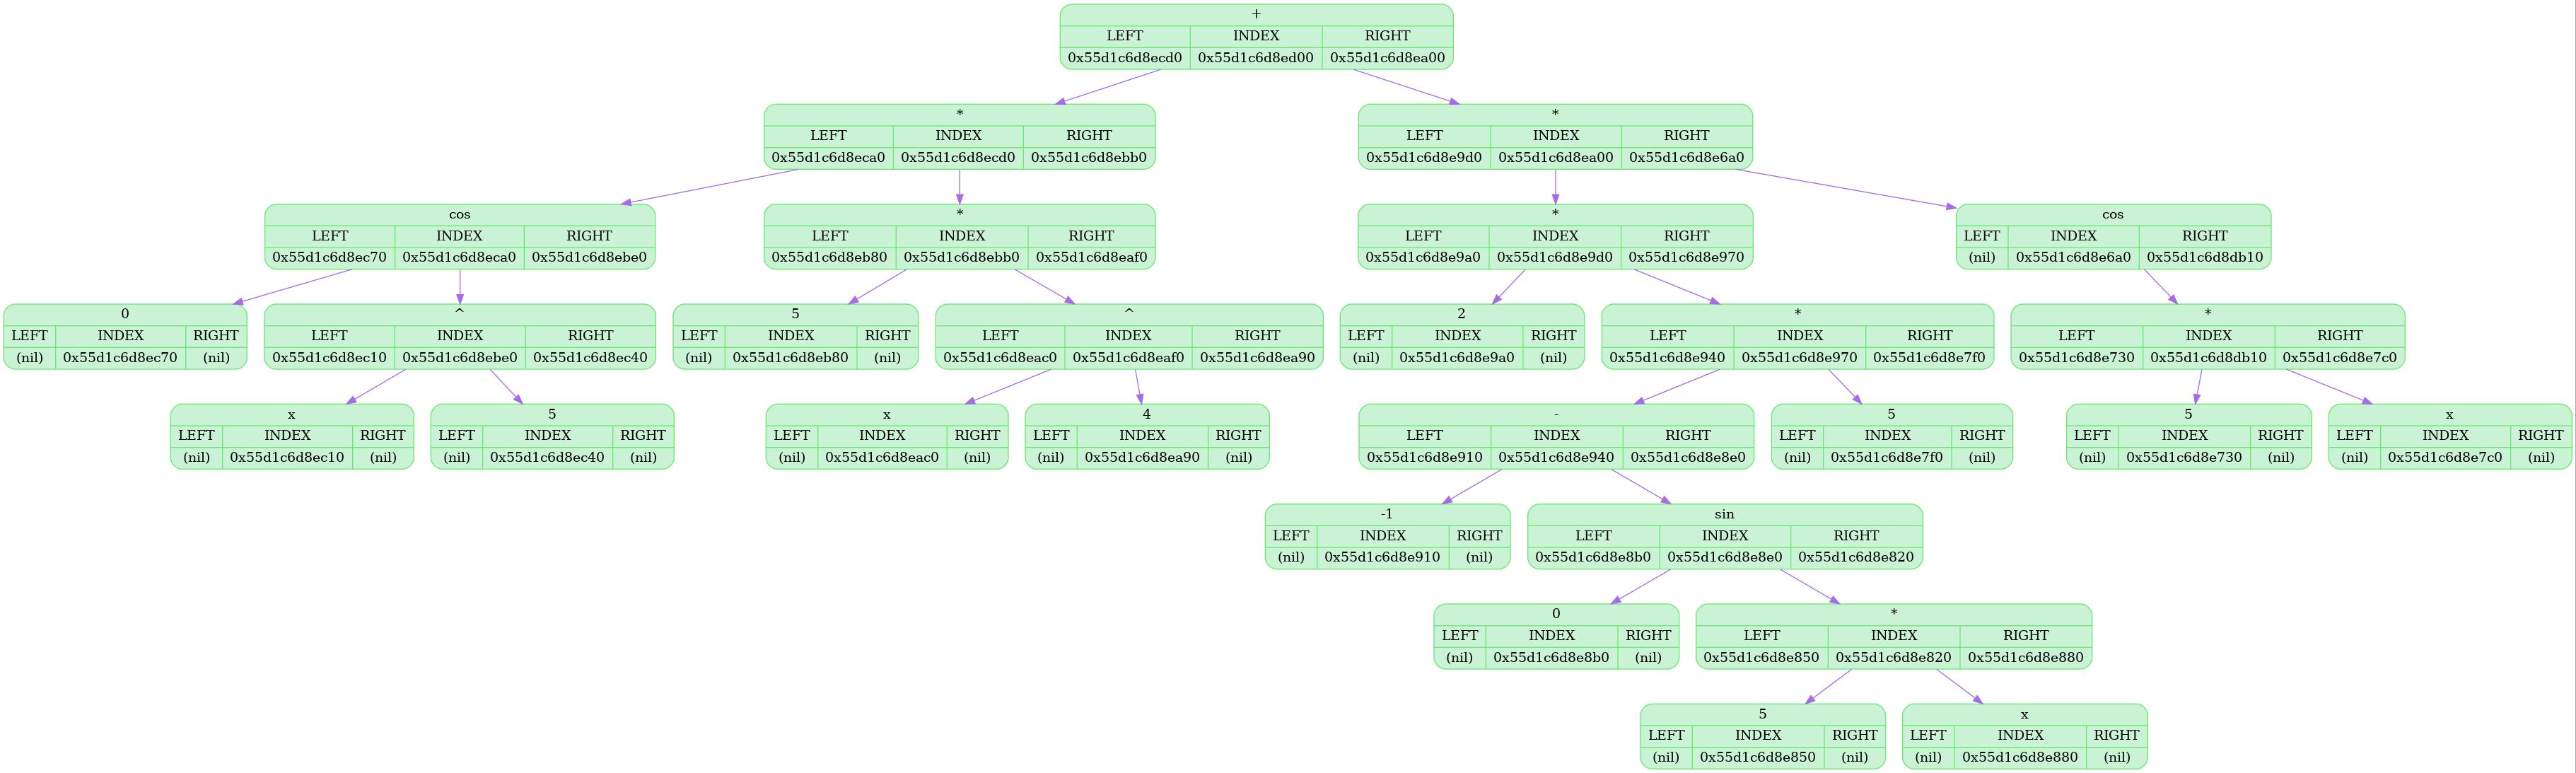 +
LEFT INDEX RIGHT
0x55d1c6d8ecd0 0x55d1c6d8ed00 0x55d1c6d8ea00
*
LEFT INDEX RIGHT
0x55d1c6d8eca0 0x55d1c6d8ecd0 0x55d1c6d8ebb0
*
LEFT INDEX RIGHT
0x55d1c6d8e9d0 0x55d1c6d8ea00 0x55d1c6d8e6a0
cos
LEFT INDEX RIGHT
0x55d1c6d8ec70 0x55d1c6d8eca0 0x55d1c6d8ebe0
*
LEFT INDEX RIGHT
0x55d1c6d8eb80 0x55d1c6d8ebb0 0x55d1c6d8eaf0
*
LEFT INDEX RIGHT
0x55d1c6d8e9a0 0x55d1c6d8e9d0 0x55d1c6d8e970
cos
LEFT INDEX RIGHT
(nil) 0x55d1c6d8e6a0 0x55d1c6d8db10
0
LEFT INDEX RIGHT
(nil) 0x55d1c6d8ec70 (nil)
^
LEFT INDEX RIGHT
0x55d1c6d8ec10 0x55d1c6d8ebe0 0x55d1c6d8ec40
5
LEFT INDEX RIGHT
(nil) 0x55d1c6d8eb80 (nil)
^
LEFT INDEX RIGHT
0x55d1c6d8eac0 0x55d1c6d8eaf0 0x55d1c6d8ea90
2
LEFT INDEX RIGHT
(nil) 0x55d1c6d8e9a0 (nil)
*
LEFT INDEX RIGHT
0x55d1c6d8e940 0x55d1c6d8e970 0x55d1c6d8e7f0
*
LEFT INDEX RIGHT
0x55d1c6d8e730 0x55d1c6d8db10 0x55d1c6d8e7c0
x
LEFT INDEX RIGHT
(nil) 0x55d1c6d8ec10 (nil)
5
LEFT INDEX RIGHT
(nil) 0x55d1c6d8ec40 (nil)
x
LEFT INDEX RIGHT
(nil) 0x55d1c6d8eac0 (nil)
4
LEFT INDEX RIGHT
(nil) 0x55d1c6d8ea90 (nil)
-
LEFT INDEX RIGHT
0x55d1c6d8e910 0x55d1c6d8e940 0x55d1c6d8e8e0
5
LEFT INDEX RIGHT
(nil) 0x55d1c6d8e7f0 (nil)
5
LEFT INDEX RIGHT
(nil) 0x55d1c6d8e730 (nil)
x
LEFT INDEX RIGHT
(nil) 0x55d1c6d8e7c0 (nil)
-1
LEFT INDEX RIGHT
(nil) 0x55d1c6d8e910 (nil)
sin
LEFT INDEX RIGHT
0x55d1c6d8e8b0 0x55d1c6d8e8e0 0x55d1c6d8e820
0
LEFT INDEX RIGHT
(nil) 0x55d1c6d8e8b0 (nil)
*
LEFT INDEX RIGHT
0x55d1c6d8e850 0x55d1c6d8e820 0x55d1c6d8e880
5
LEFT INDEX RIGHT
(nil) 0x55d1c6d8e850 (nil)
x
LEFT INDEX RIGHT
(nil) 0x55d1c6d8e880 (nil)